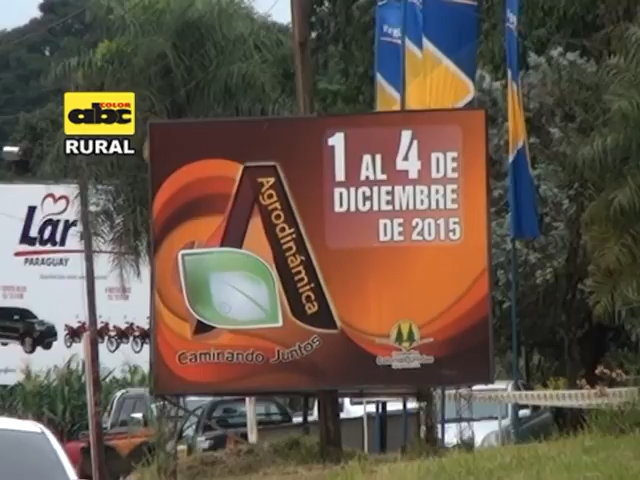 abc
COLOR
RURAL
1 AL 4 DE
DICIEMBRE
DE 2015
Agrodinámica
Caminando Juntos
Lar
PARAGUAY